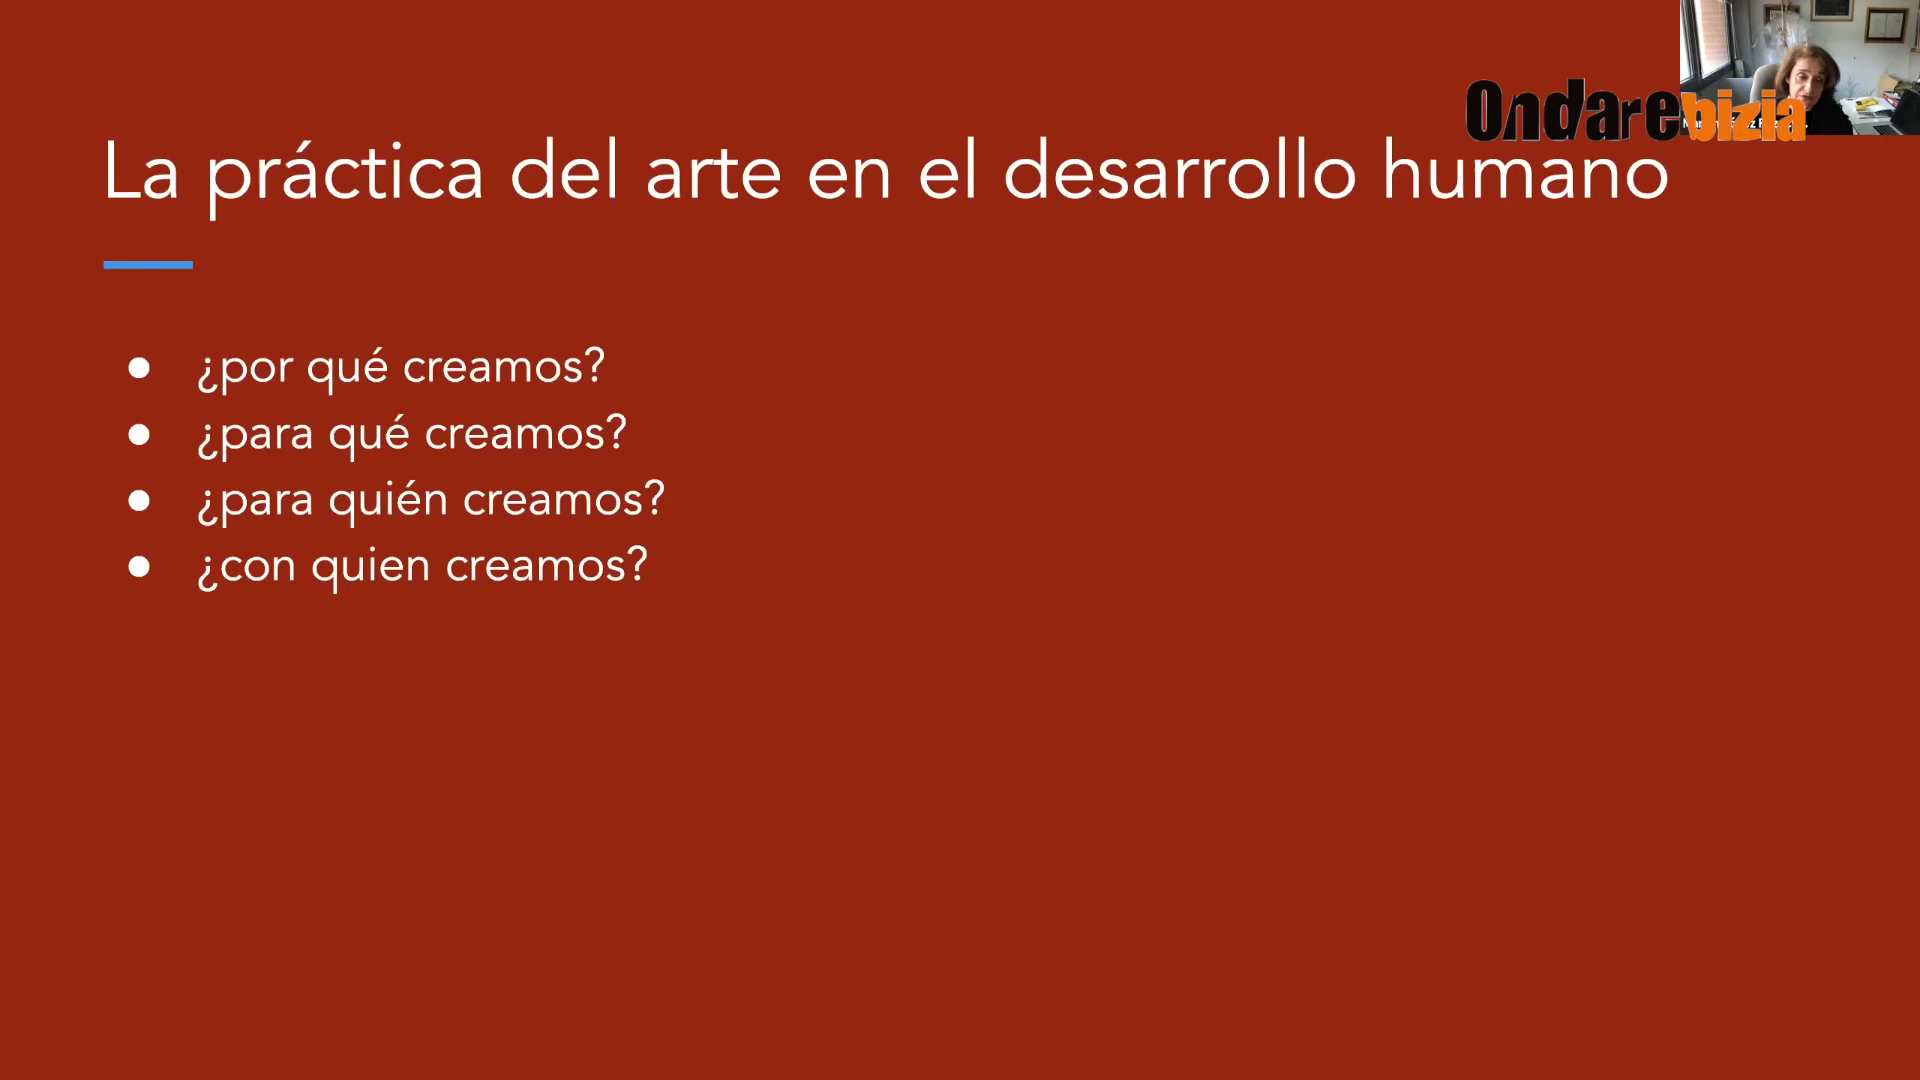 Ondarebizia
La práctica del arte en el desarrollo humano
¿por qué creamos?
¿para qué creamos?
¿para quién creamos?
¿con quien creamos?